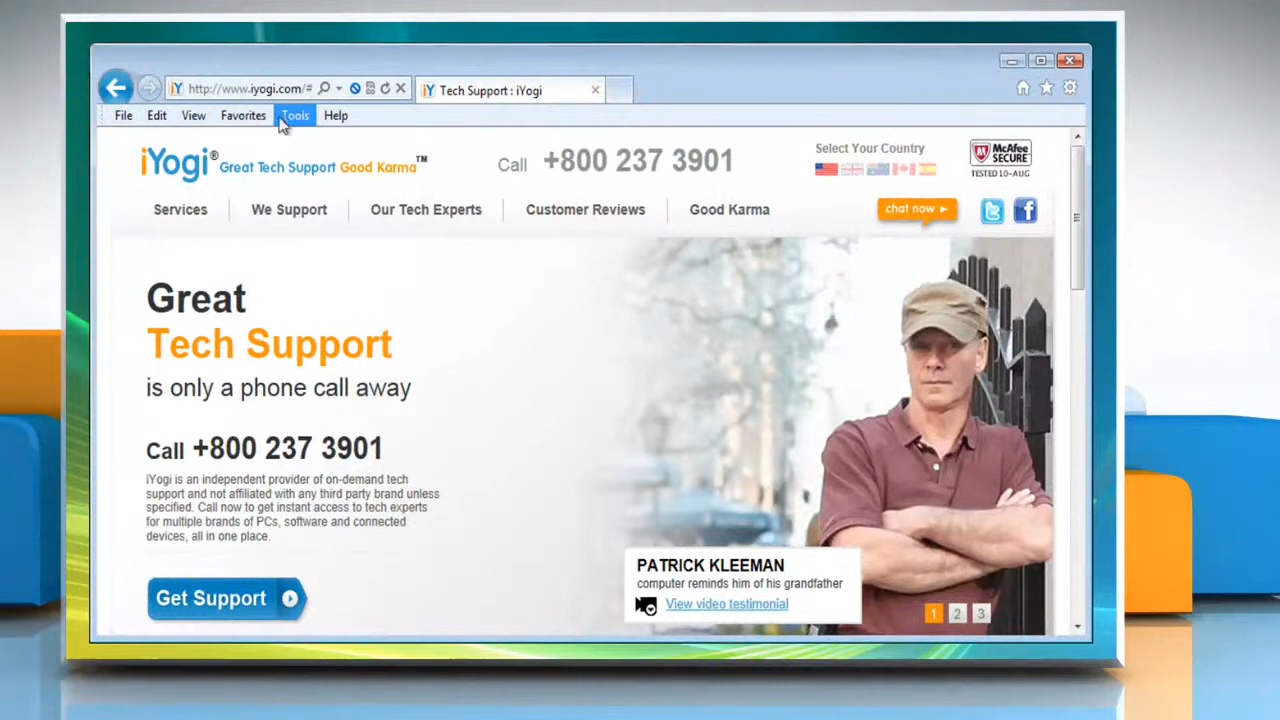 http://www.iyogi.com/#
iY Tech Support : iYogi
File Edit View Favorites Tools Help
iYogi® Great Tech Support Good Karma™
Call +800 237 3901
Select Your Country
McAfee SECURE
TESTED 10-AUG
Services We Support Our Tech Experts Customer Reviews Good Karma
chat now
Great
Tech Support
is only a phone call away
Call +800 237 3901
iYogi is an independent provider of on-demand tech
support and not affiliated with any third party brand unless
specified. Call now to get instant access to tech experts
for multiple brands of PCs, software and connected
devices, all in one place.
Get Support
PATRICK KLEEMAN
computer reminds him of his grandfather
View video testimonial
1 2 3